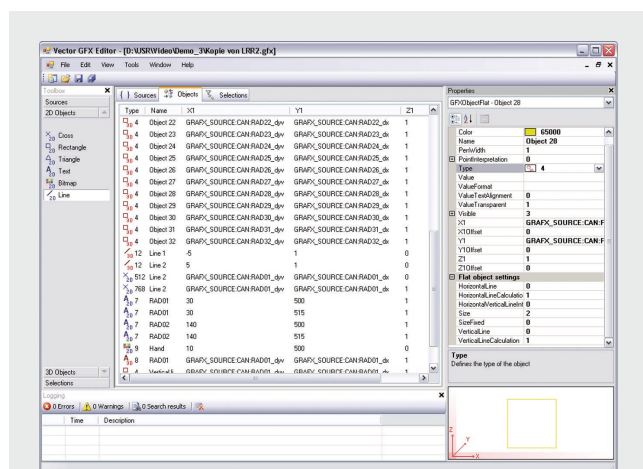 Vector GFX Editor - [D:\USR\Video\Demo_3\Kopie von LRR2.gfx]
File Edit View Tools Window Help
Toolbox
Sources
2D Objects
Cross
Rectangle
Triangle
Text
Bitmap
Line
3D Objects
Selections
Sources Objects Selections
Type Name X1 Y1 Z1
4 Object 22 GRAFX_SOURCE:CAN:RAD22_dyv GRAFX_SOURCE:CAN:RAD22_dx 1
4 Object 23 GRAFX_SOURCE:CAN:RAD23_dyv GRAFX_SOURCE:CAN:RAD23_dx 1
4 Object 24 GRAFX_SOURCE:CAN:RAD24_dyv GRAFX_SOURCE:CAN:RAD24_dx 1
4 Object 25 GRAFX_SOURCE:CAN:RAD25_dyv GRAFX_SOURCE:CAN:RAD25_dx 1
4 Object 26 GRAFX_SOURCE:CAN:RAD26_dyv GRAFX_SOURCE:CAN:RAD26_dx 1
4 Object 27 GRAFX_SOURCE:CAN:RAD27_dyv GRAFX_SOURCE:CAN:RAD27_dx 1
4 Object 28 GRAFX_SOURCE:CAN:RAD28_dyv GRAFX_SOURCE:CAN:RAD28_dx 1
4 Object 29 GRAFX_SOURCE:CAN:RAD29_dyv GRAFX_SOURCE:CAN:RAD29_dx 1
4 Object 30 GRAFX_SOURCE:CAN:RAD30_dyv GRAFX_SOURCE:CAN:RAD30_dx 1
4 Object 31 GRAFX_SOURCE:CAN:RAD31_dyv GRAFX_SOURCE:CAN:RAD31_dx 1
4 Object 32 GRAFX_SOURCE:CAN:RAD32_dyv GRAFX_SOURCE:CAN:RAD32_dx 1
12 Line 1 -5 1 0
12 Line 2 5 1 0
512 Line 2 GRAFX_SOURCE:CAN:RAD01_dyv GRAFX_SOURCE:CAN:RAD01_dx 0
768 Line 2 GRAFX_SOURCE:CAN:RAD01_dyv GRAFX_SOURCE:CAN:RAD01_dx 1
7 RAD01 30 500 1
7 RAD01 30 515 1
7 RAD02 140 500 1
7 RAD02 140 515 1
9 Hand 10 500 0
8 RAD01 GRAFX_SOURCE:CAN:RAD01_dyv GRAFX_SOURCE:CAN:RAD01_dx 1
Properties
GFXObjectFlat - Object 28
Color 65000
Name Object 28
PenWidth 1
PointInterpretation 0
Type 4
Value
ValueFormat
ValueTextAlignment 0
ValueTransparent 1
Visible 3
X1 GRAFX_SOURCE:CAN:F
X1Offset 0
Y1 GRAFX_SOURCE:CAN:F
Y1Offset 0
Z1 1
Z1Offset 0
Flat object settings
HorizontalLine 0
HorizontalLineCalculatio 1
HorizontalVerticalLineInt 0
Size 2
SizeFixed 0
VerticalLine 0
VerticalLineCalculation 1
Type
Defines the type of the object
Logging
0 Errors 0 Warnings 0 Search results
Time Description
Z
Y
X